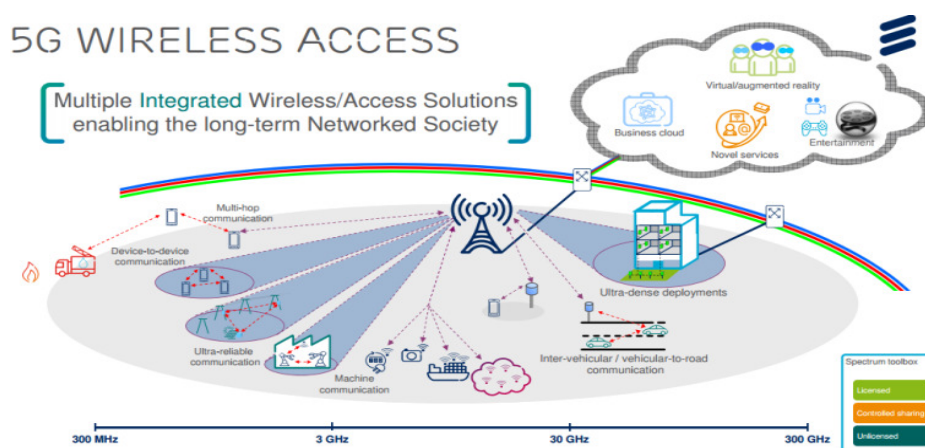 5G WIRELESS ACCESS
Multiple Integrated Wireless/Access Solutions
enabling the long-term Networked Society
Virtual/augmented reality
Business cloud
Novel services
Entertainment
Multi-hop
communication
Device-to-device
communication
Ultra-reliable
communication
Machine
communication
Ultra-dense deployments
Inter-vehicular / vehicular-to-road
communication
Spectrum toolbox
Licensed
Controlled sharing
Unlicensed
300 MHz
3 GHz
30 GHz
300 GHz